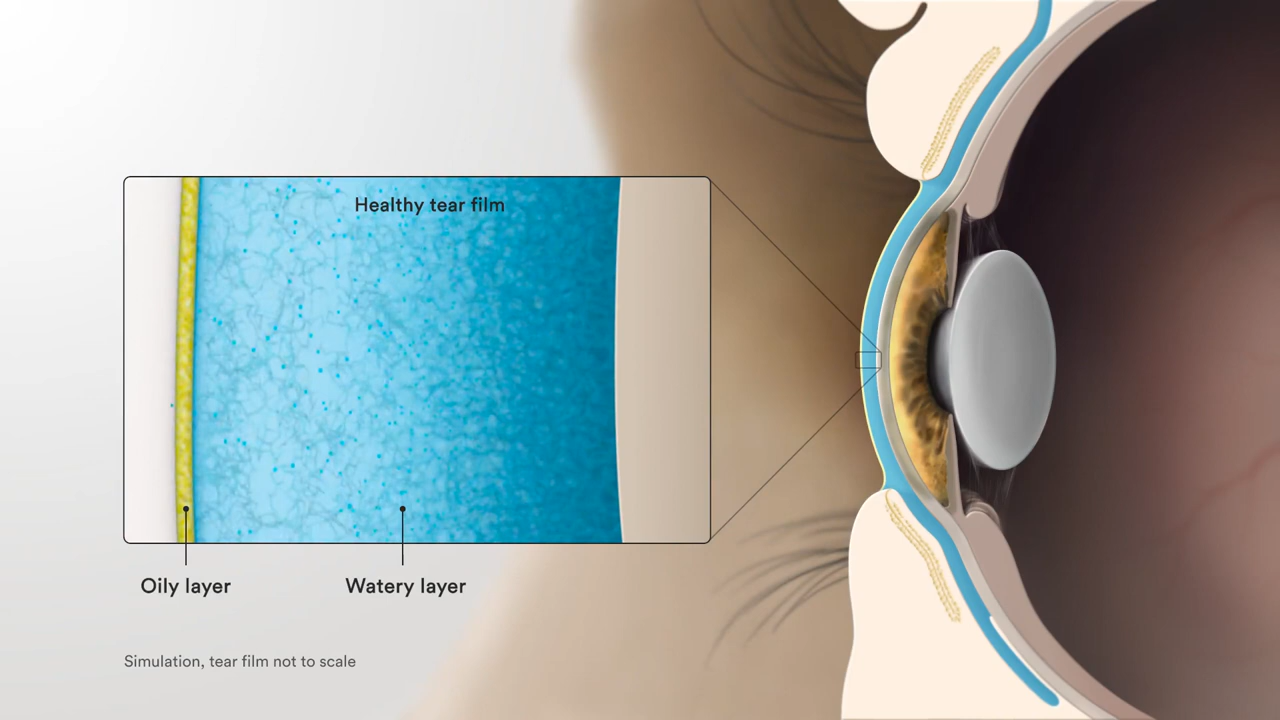 Healthy tear film
Oily layer
Watery layer
Simulation, tear film not to scale